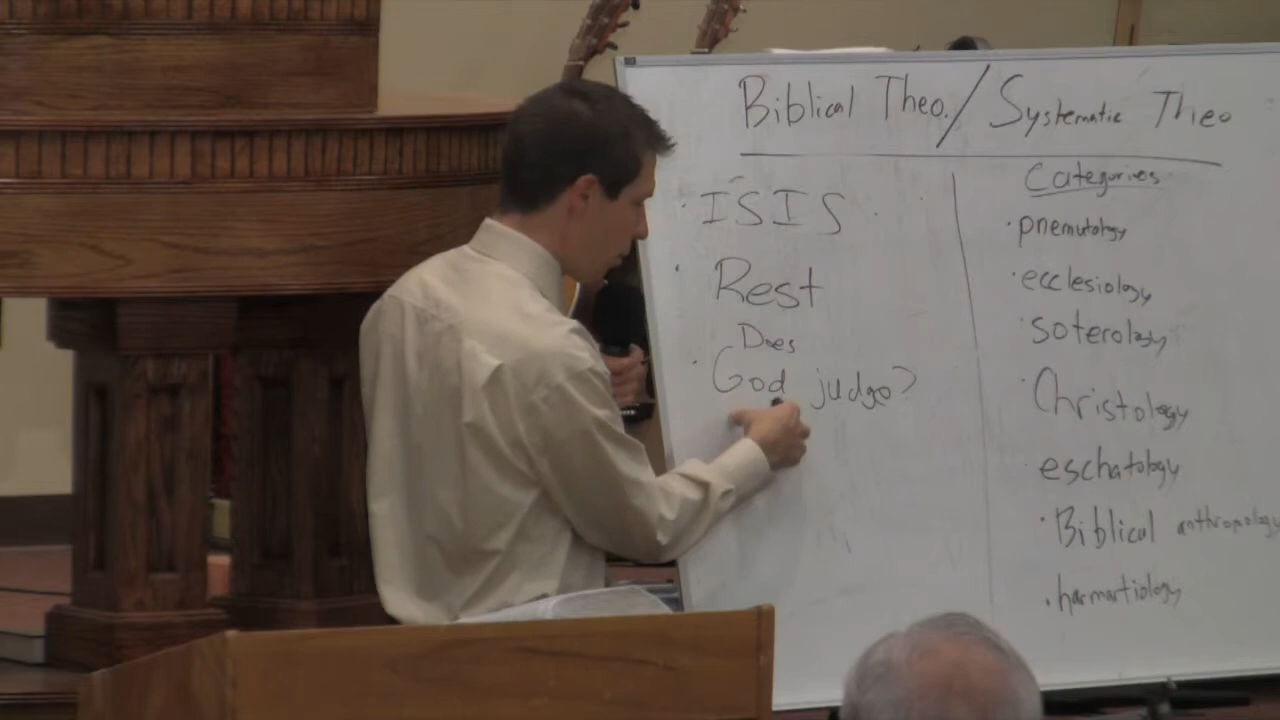 Biblical Theo. / Systematic Theo
· ISIS
· Rest
Does
· God judge?
Categories
· pnemutology
· ecclesiology
· soterology
· Christology
eschatology
· Biblical anthropology
· harmartiology